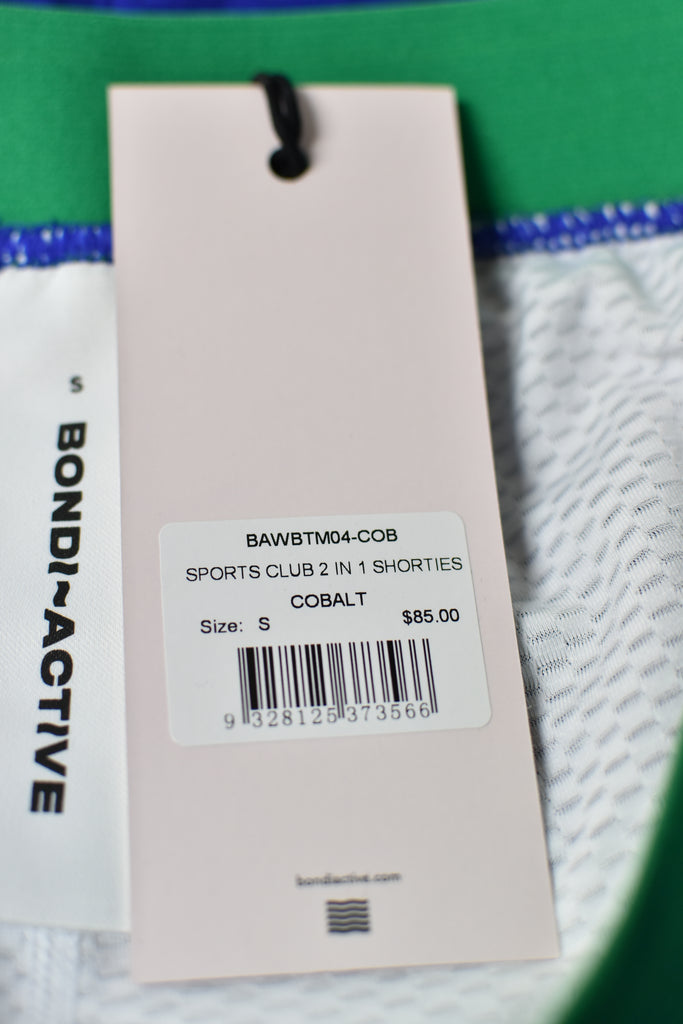 S
BONDI~ACTIVE
BAWBTM04-COB
SPORTS CLUB 2 IN 1 SHORTIES
COBALT
Size: S $85.00
9 328125 373566
bondiactive.com